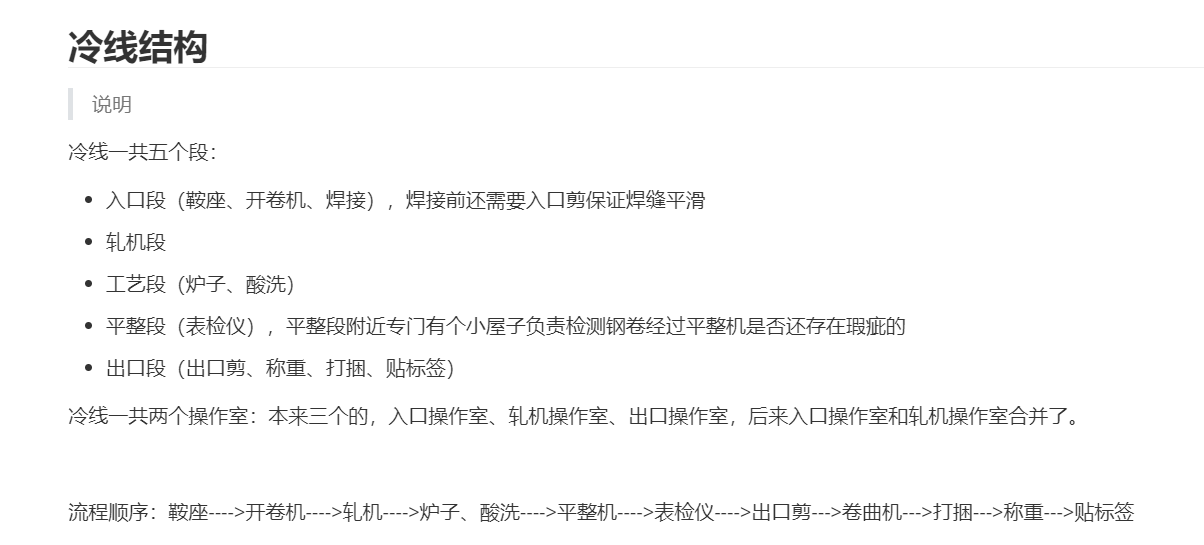 冷线结构
说明
冷线一共五个段：
入口段（鞍座、开卷机、焊接），焊接前还需要入口剪保证焊缝平滑
轧机段
工艺段（炉子、酸洗）
平整段（表检仪），平整段附近专门有个小屋子负责检测钢卷经过平整机是否还存在瑕疵的
出口段（出口剪、称重、打捆、贴标签）
冷线一共两个操作室：本来三个的，入口操作室、轧机操作室、出口操作室，后来入口操作室和轧机操作室合并了。
流程顺序：鞍座---->开卷机---->轧机---->炉子、酸洗---->平整机---->表检仪---->出口剪--->卷曲机--->打捆--->称重--->贴标签